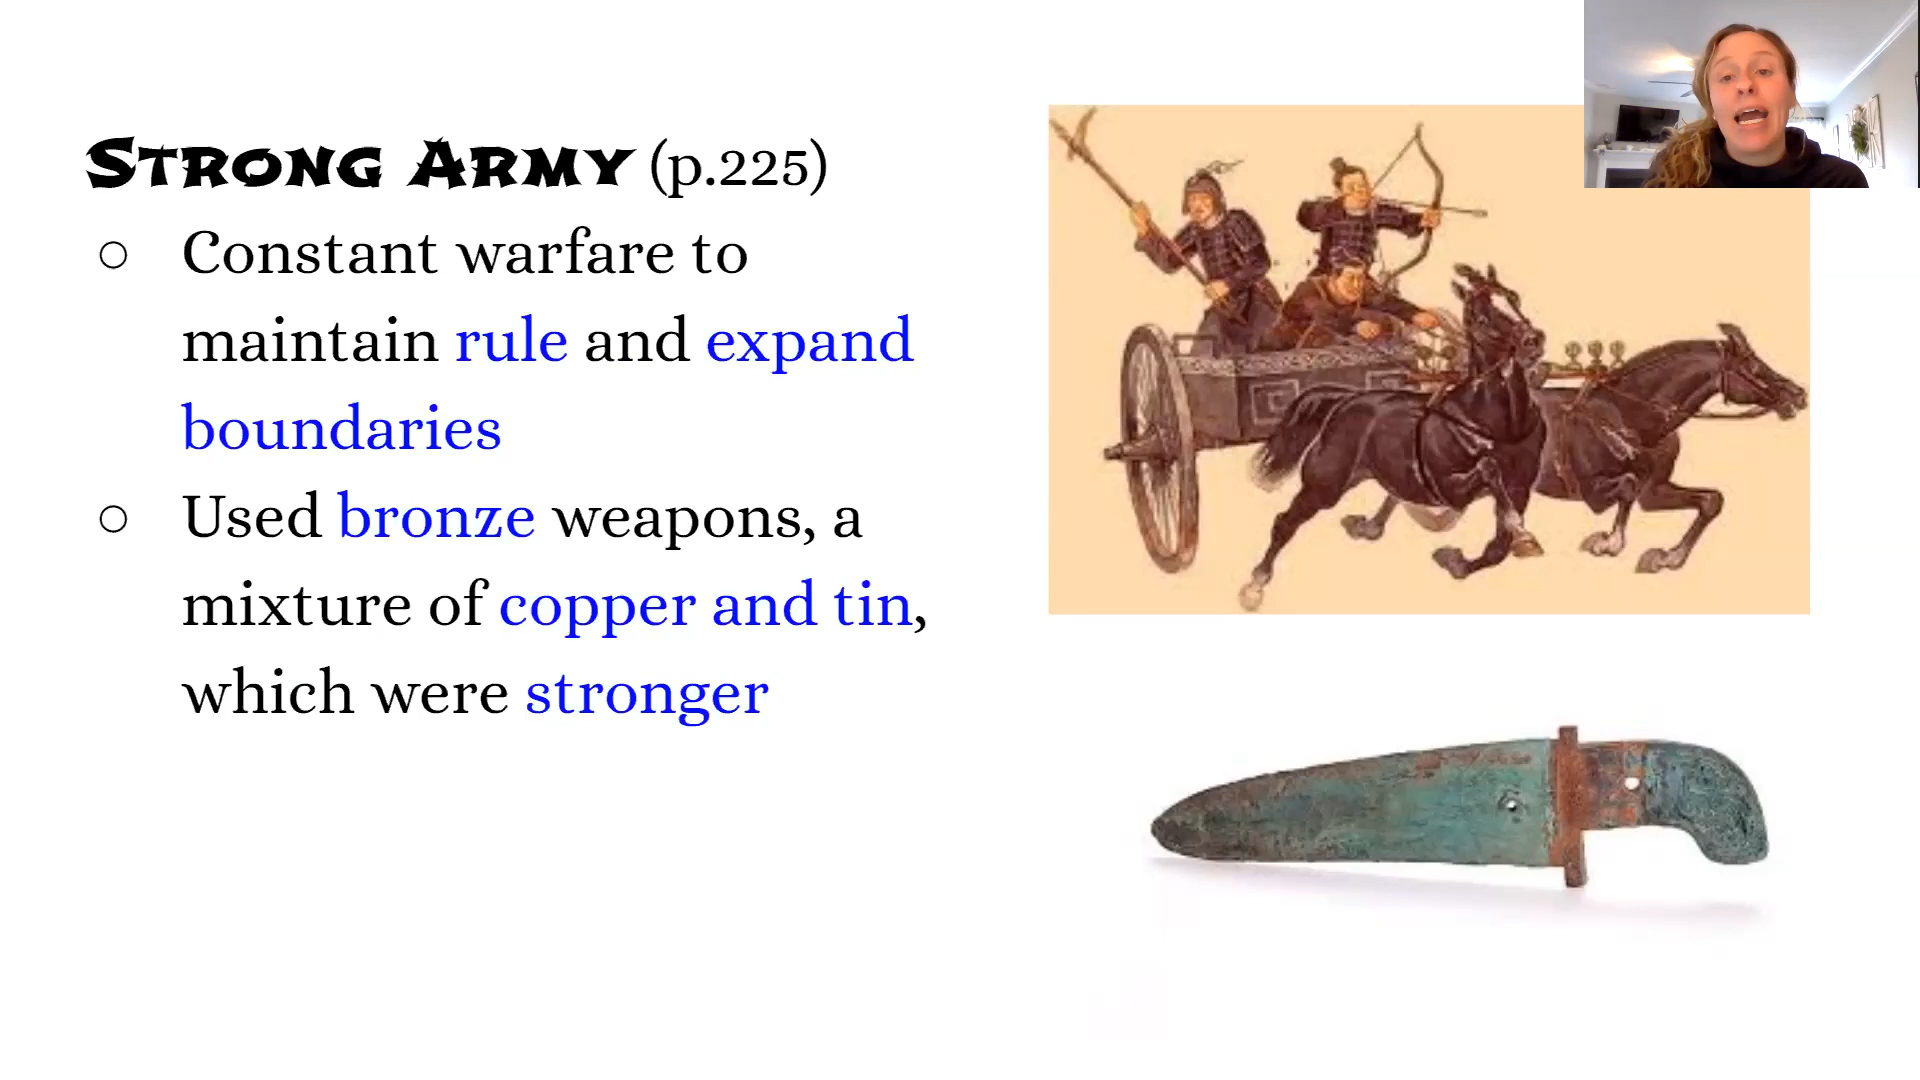 Strong Army (p.225)
○ Constant warfare to
maintain rule and expand
boundaries
○ Used bronze weapons, a
mixture of copper and tin,
which were stronger